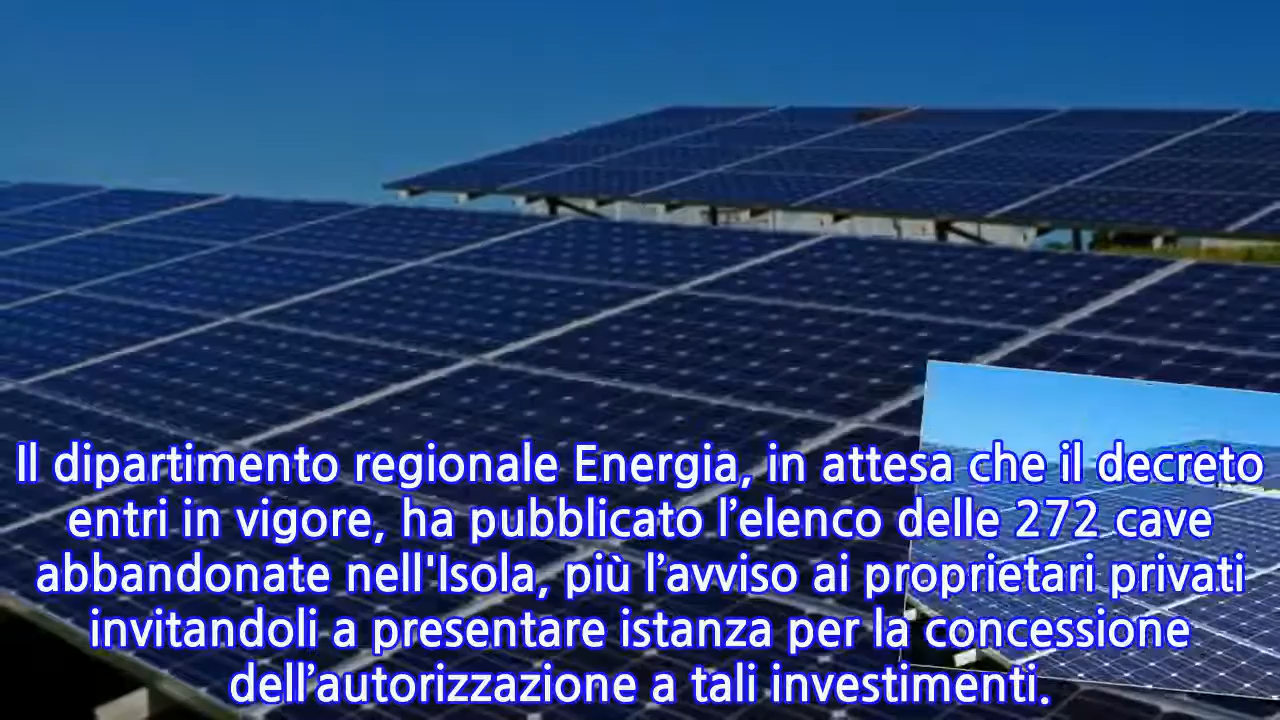 Il dipartimento regionale Energia, in attesa che il decreto
entri in vigore, ha pubblicato l’elenco delle 272 cave
abbandonate nell'Isola, più l’avviso ai proprietari privati
invitandoli a presentare istanza per la concessione
dell’autorizzazione a tali investimenti.